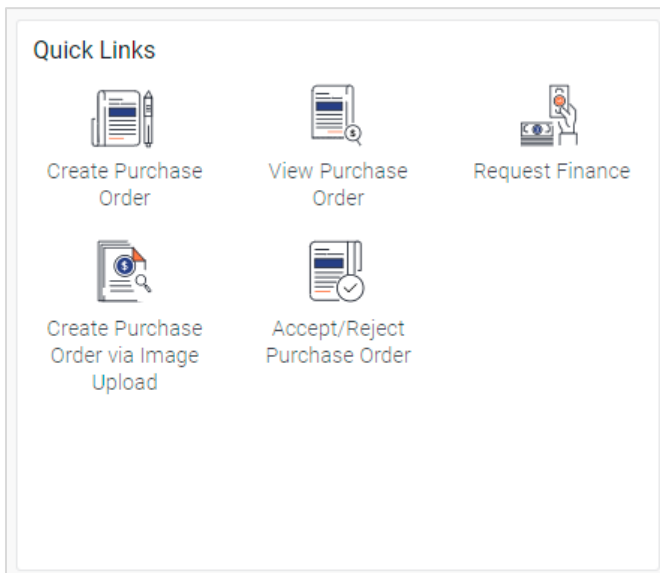 Quick Links
Create Purchase
Order
View Purchase
Order
Request Finance
Create Purchase
Order via Image
Upload
Accept/Reject
Purchase Order